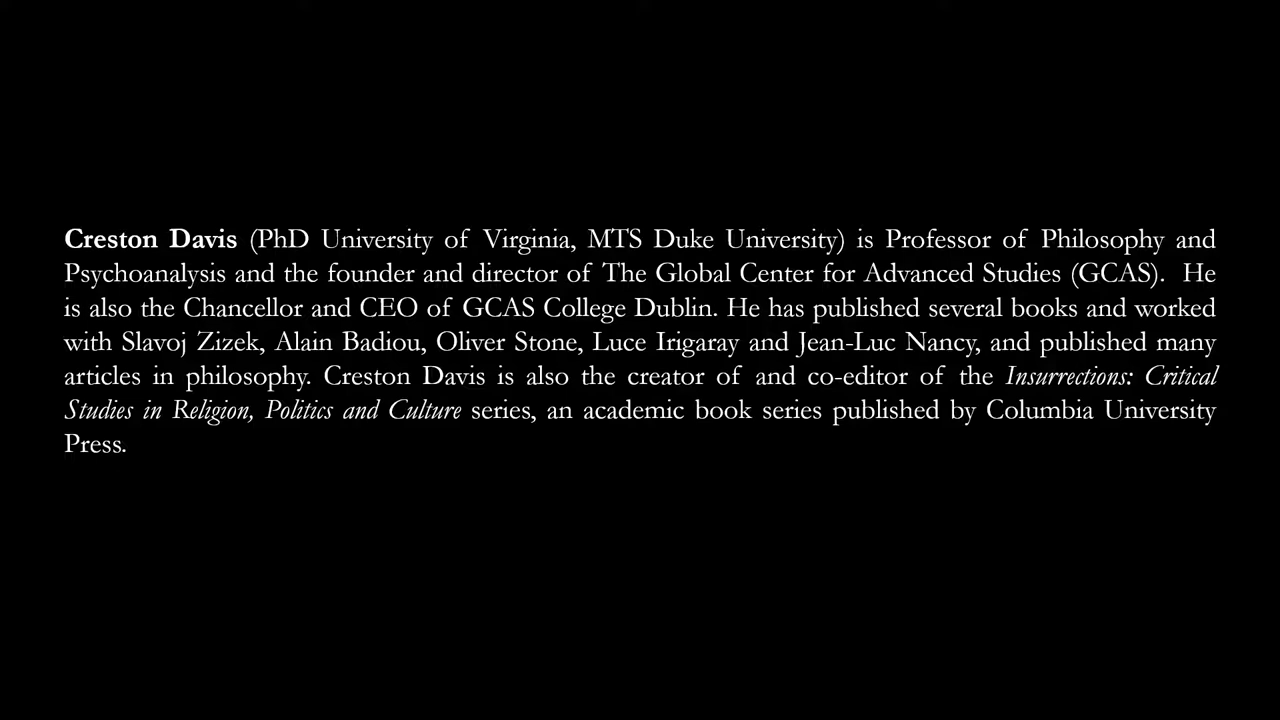 Creston Davis (PhD University of Virginia, MTS Duke University) is Professor of Philosophy and
Psychoanalysis and the founder and director of The Global Center for Advanced Studies (GCAS).  He
is also the Chancellor and CEO of GCAS College Dublin. He has published several books and worked
with Slavoj Zizek, Alain Badiou, Oliver Stone, Luce Irigaray and Jean-Luc Nancy, and published many
articles in philosophy. Creston Davis is also the creator of and co-editor of the Insurrections: Critical
Studies in Religion, Politics and Culture series, an academic book series published by Columbia University
Press.